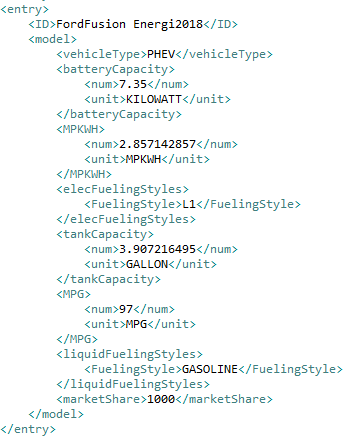 <entry>
<ID>FordFusion Energi2018</ID>
<model>
<vehicleType>PHEV</vehicleType>
<batteryCapacity>
<num>7.35</num>
<unit>KILOWATT</unit>
</batteryCapacity>
<MPKWH>
<num>2.857142857</num>
<unit>MPKWH</unit>
</MPKWH>
<elecFuelingStyles>
<FuelingStyle>L1</FuelingStyle>
</elecFuelingStyles>
<tankCapacity>
<num>3.907216495</num>
<unit>GALLON</unit>
</tankCapacity>
<MPG>
<num>97</num>
<unit>MPG</unit>
</MPG>
<liquidFuelingStyles>
<FuelingStyle>GASOLINE</FuelingStyle>
</liquidFuelingStyles>
<marketShare>1000</marketShare>
</model>
</entry>